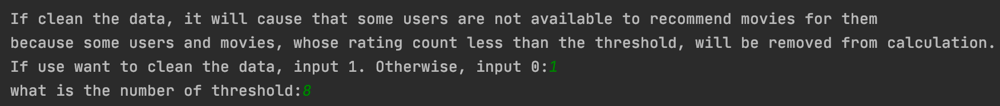 If clean the data, it will cause that some users are not available to recommend movies for them
because some users and movies, whose rating count less than the threshold, will be removed from calculation.
If use want to clean the data, input 1. Otherwise, input 0:1
what is the number of threshold:8